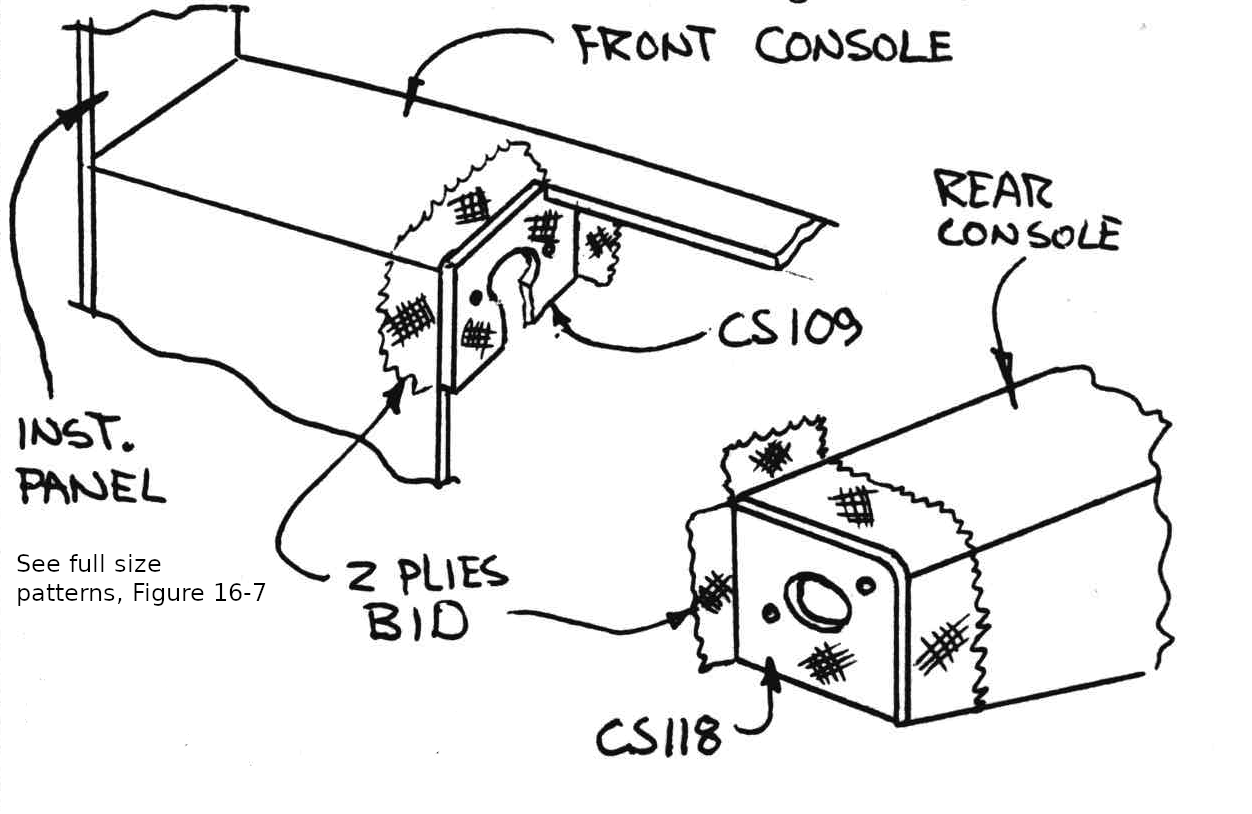 FRONT CONSOLE
REAR
CONSOLE
CS109
INST.
PANEL
See full size
patterns, Figure 16-7
2 PLIES
BID
CS118